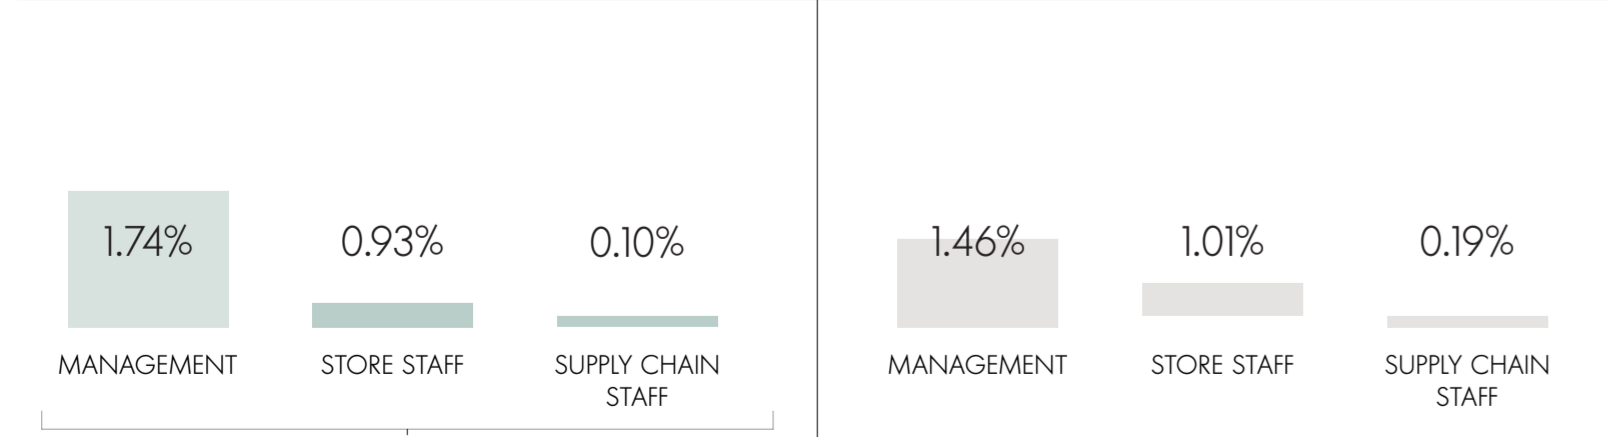 1.74%
0.93%
0.10%
MANAGEMENT
STORE STAFF
SUPPLY CHAIN
STAFF
1.46%
1.01%
0.19%
MANAGEMENT
STORE STAFF
SUPPLY CHAIN
STAFF